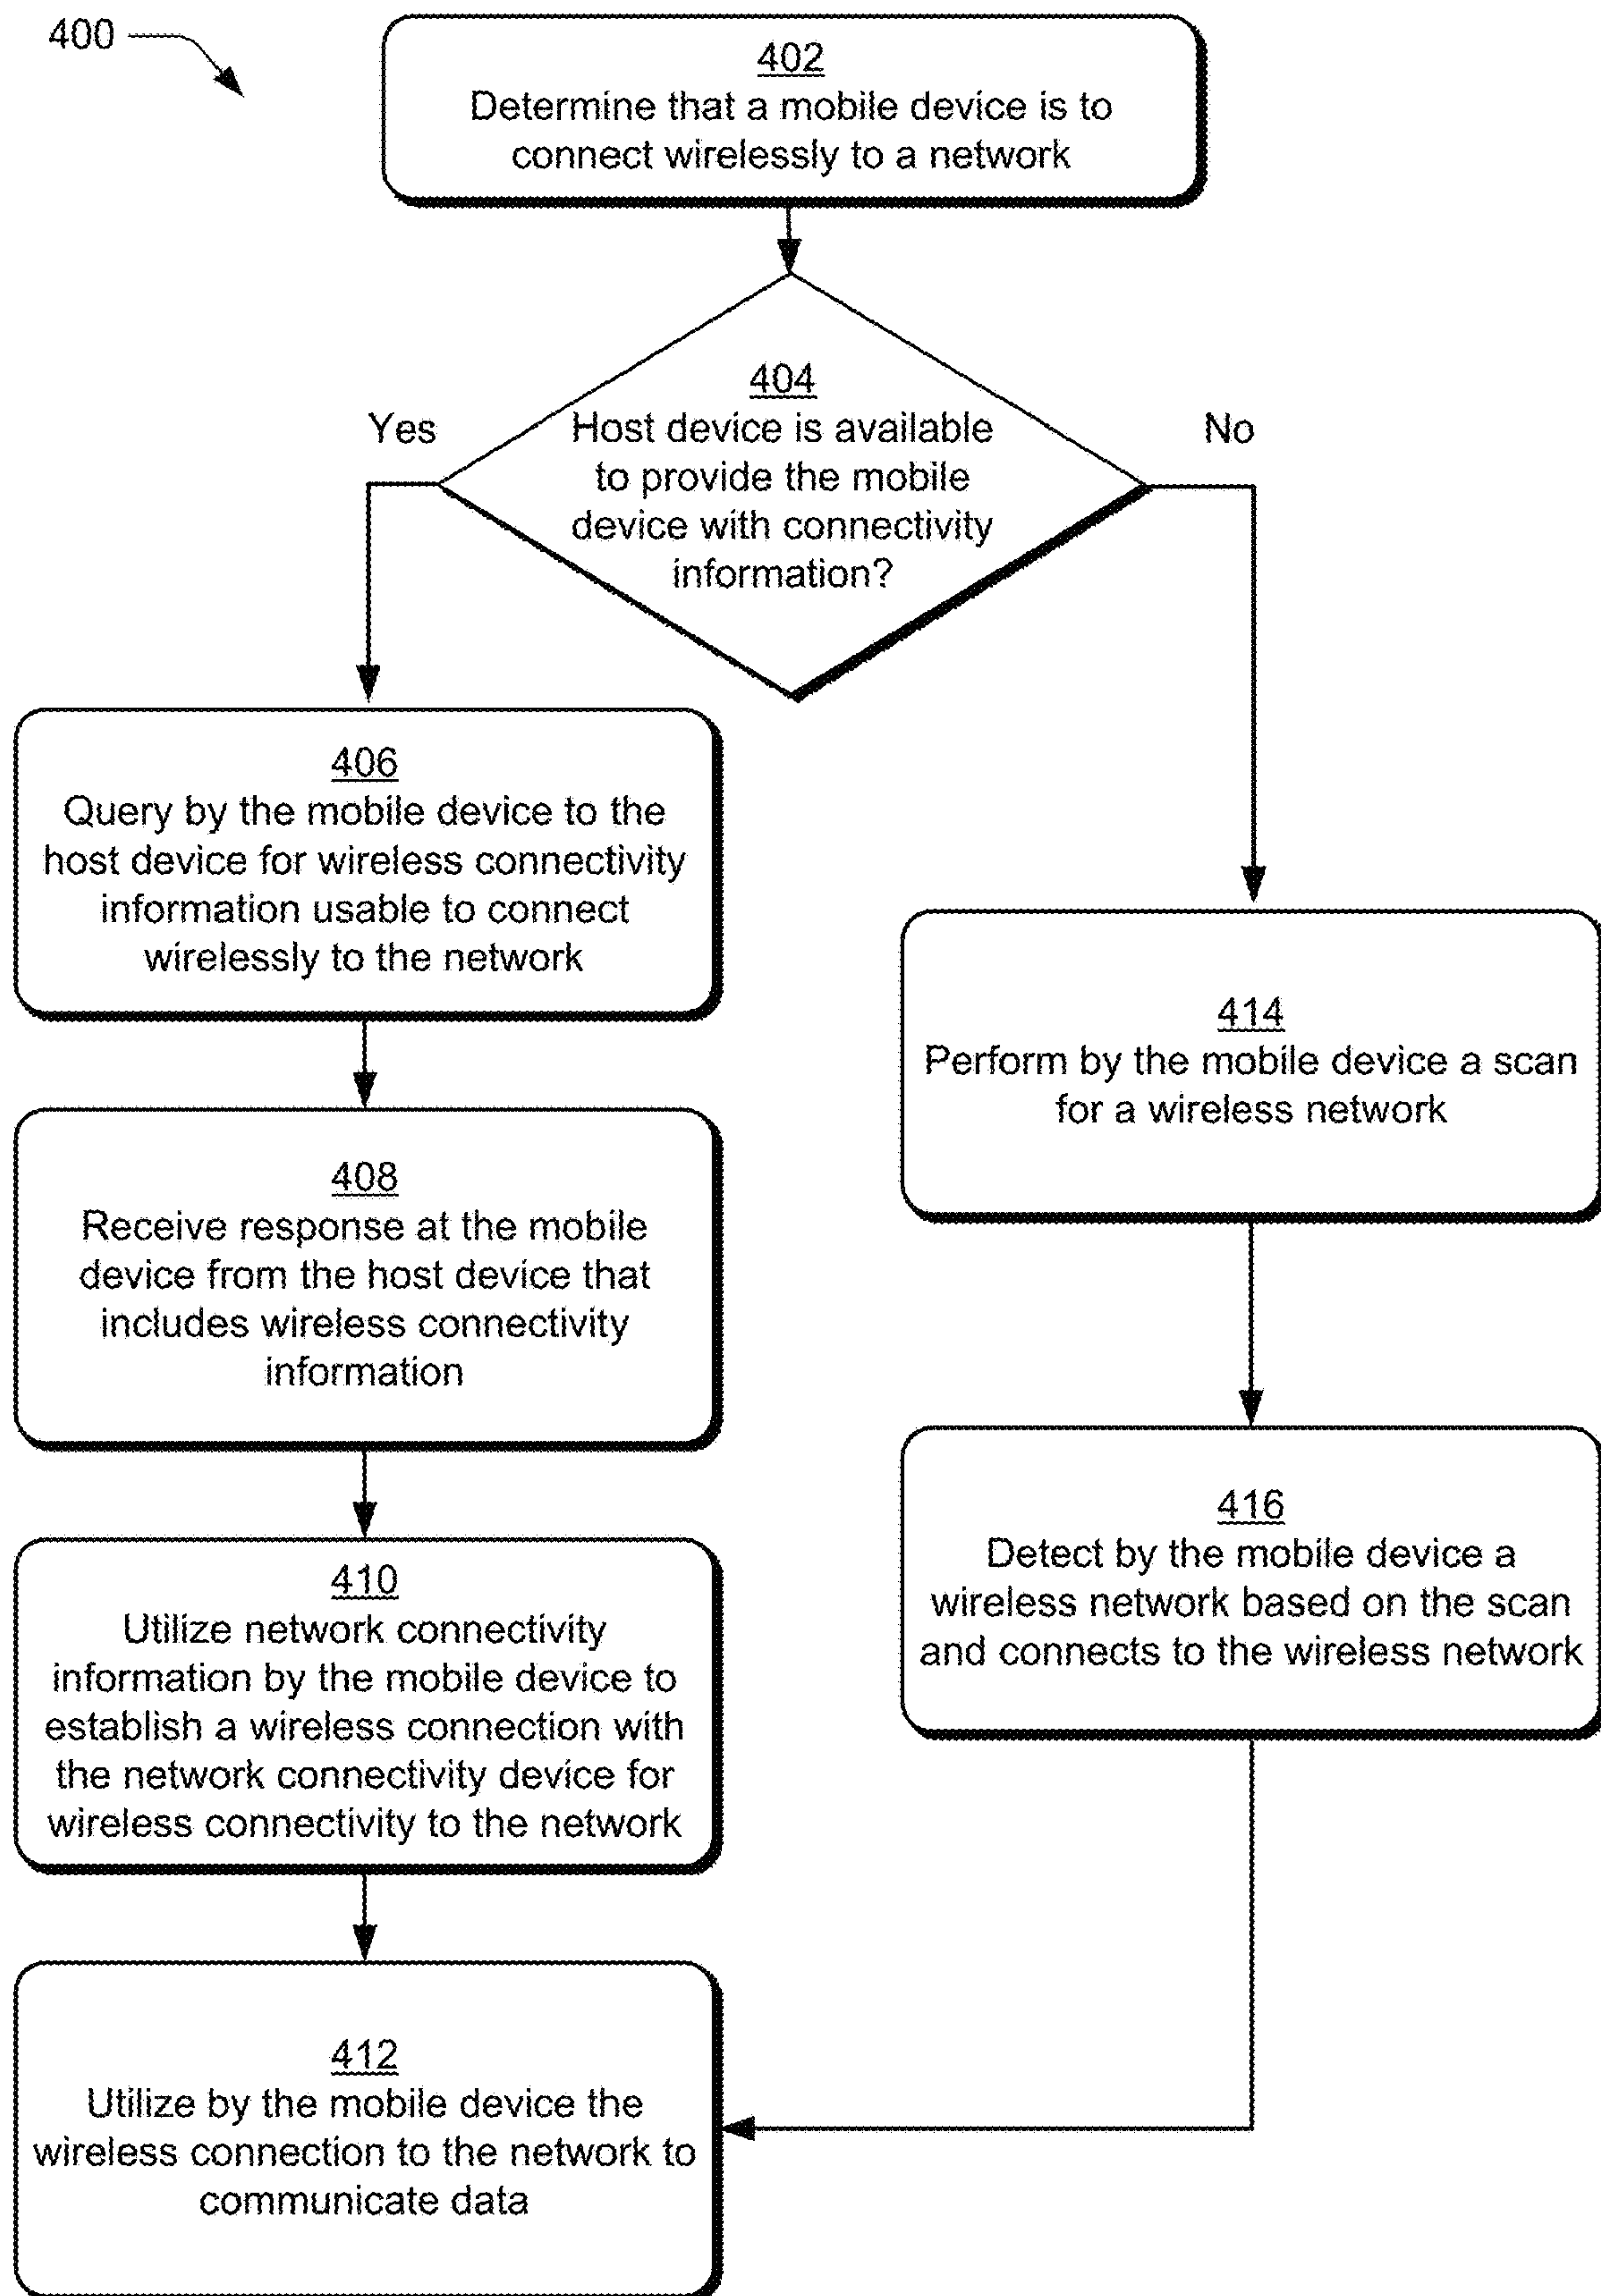 400
402
Determine that a mobile device is to
connect wirelessly to a network
404
Host device is available
to provide the mobile
device with connectivity
information?
Yes
No
406
Query by the mobile device to the
host device for wireless connectivity
information usable to connect
wirelessly to the network
408
Receive response at the mobile
device from the host device that
includes wireless connectivity
information
410
Utilize network connectivity
information by the mobile device to
establish a wireless connection with
the network connectivity device for
wireless connectivity to the network
412
Utilize by the mobile device the
wireless connection to the network to
communicate data
414
Perform by the mobile device a scan
for a wireless network
416
Detect by the mobile device a
wireless network based on the scan
and connects to the wireless network